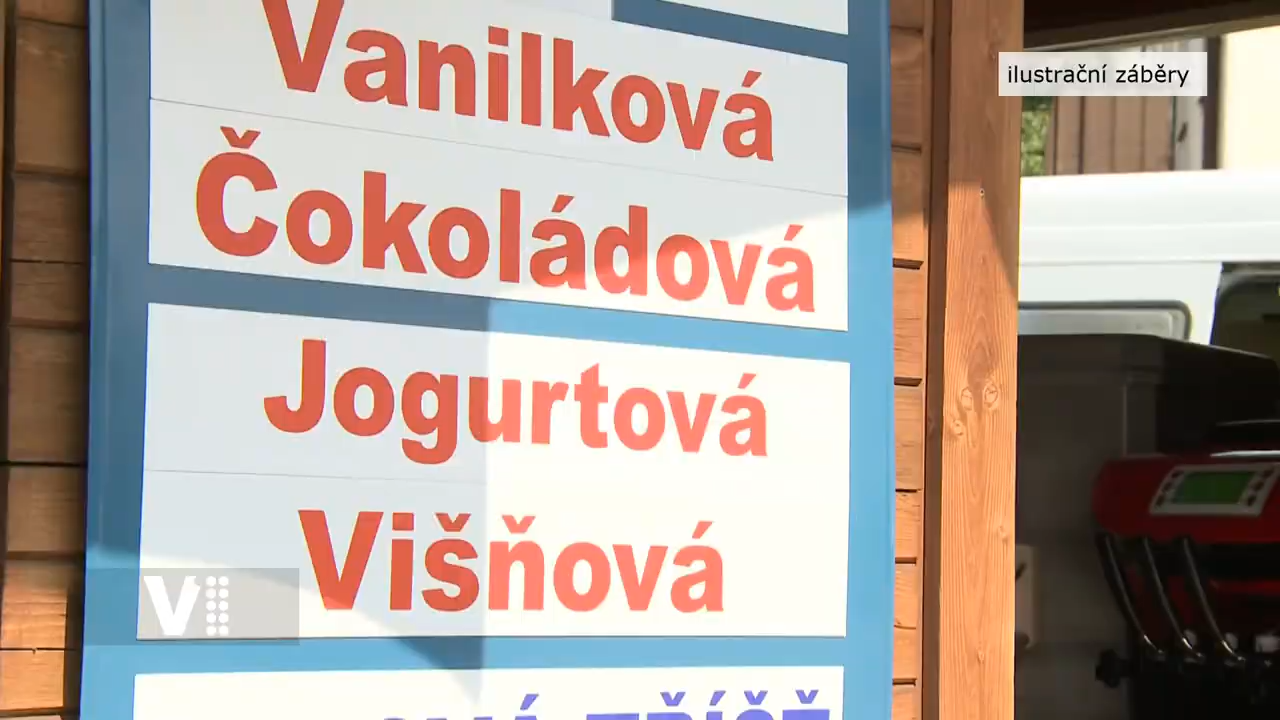 ilustrační záběry
Vanilková
Čokoládová
Jogurtová
Višňová